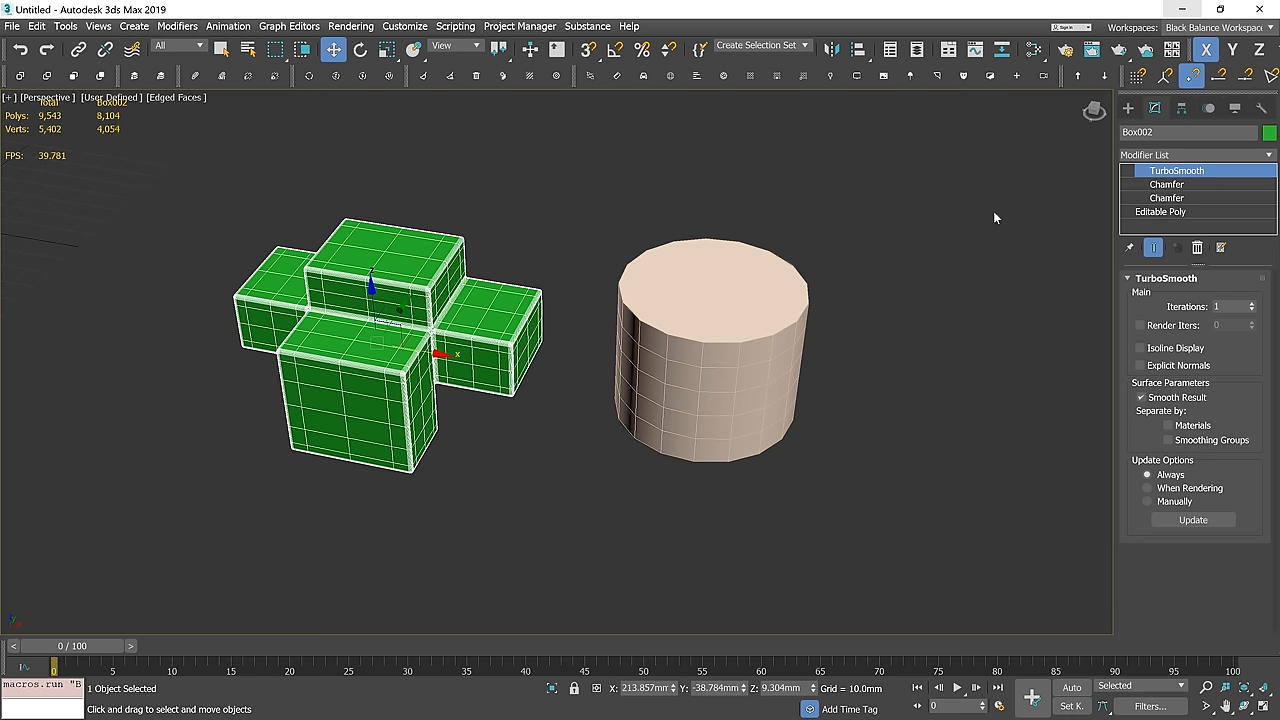 Untitled - Autodesk 3ds Max 2019
File Edit Tools Views Create Modifiers Animation Graph Editors Rendering Customize Scripting Project Manager Substance Help
Sign In Workspaces: Black Balance Workspac
All View Create Selection Set X Y Z
[+] [Perspective] [User Defined] [Edged Faces]
Total Box002
Polys: 9,543 8,104
Verts: 5,402 4,054
FPS: 39.781
Box002
Modifier List
TurboSmooth
Chamfer
Chamfer
Editable Poly
TurboSmooth
Main
Iterations: 1
Render Iters: 0
Isoline Display
Explicit Normals
Surface Parameters
Smooth Result
Separate by:
Materials
Smoothing Groups
Update Options
Always
When Rendering
Manually
Update
x
< 0 / 100 >
0 5 10 15 20 25 30 35 40 45 50 55 60 65 70 75 80 85 90 95 100
macros.run "B
1 Object Selected
X: 213.857mm Y: -38.784mm Z: 9.304mm Grid = 10.0mm
Auto Selected
Click and drag to select and move objects
Add Time Tag
0
Set K. Filters...